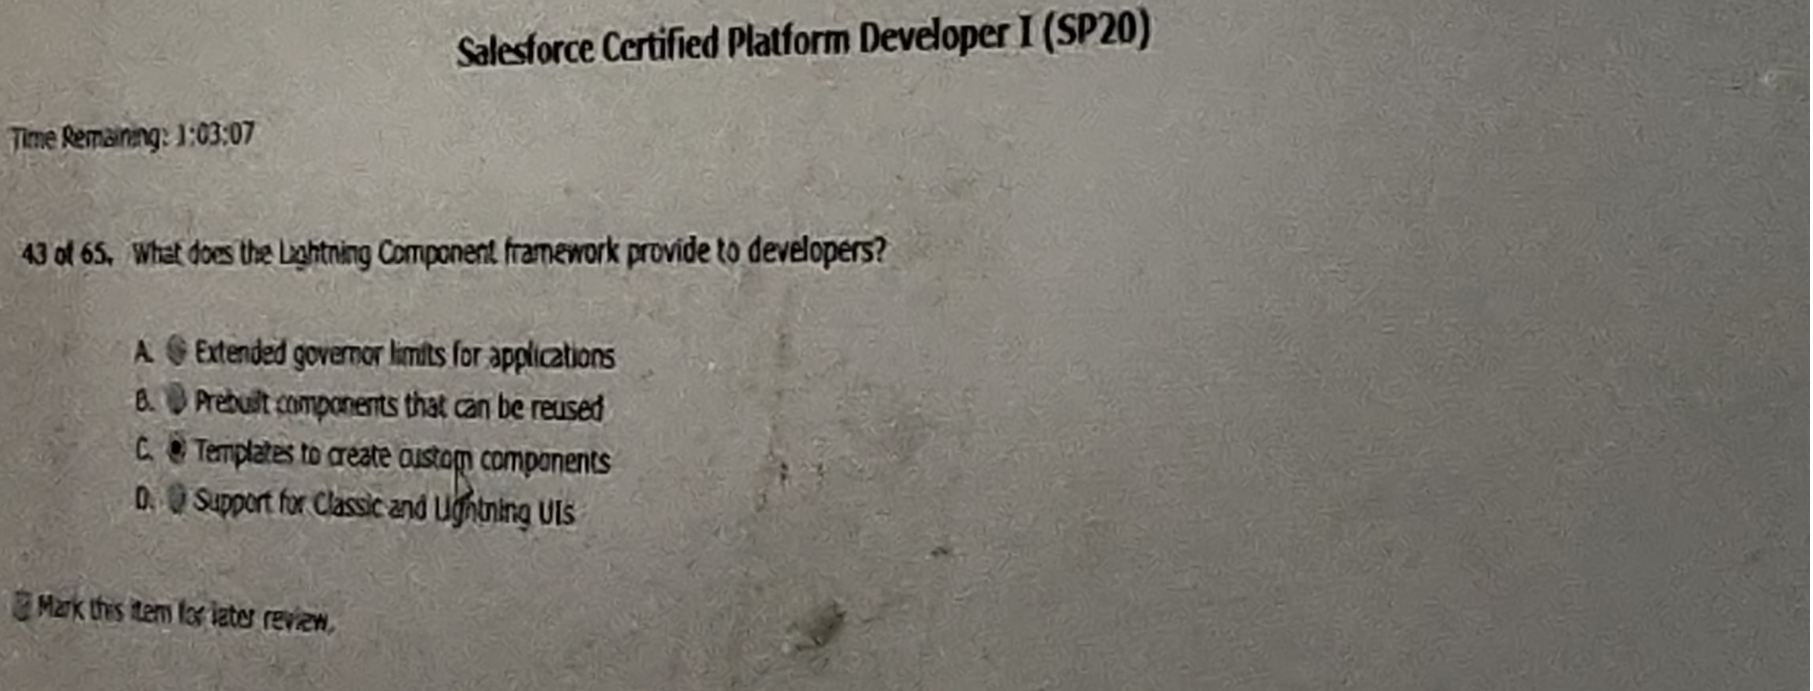 Salesforce Certified Platform Developer I (SP20)
Time Remaining: 1:03:07
43 of 65. What does the Lightning Component framework provide to developers?
A. Extended governor limits for applications
B. Prebuilt components that can be reused
C. Templates to create custom components
D. Support for Classic and Lightning UIs
Mark this item for later review.